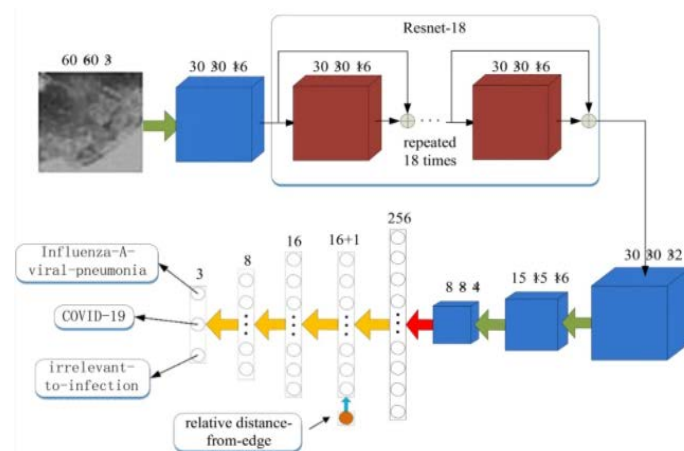 Resnet-18
60 60 3
30 30 16
30 30 16
30 30 16
repeated
18 times
256
16+1
16
8
3
30 30 32
15 15 16
8 8 4
Influenza-A-
viral-pneumonia
COVID-19
irrelevant-
to-infection
relative distance-
from-edge